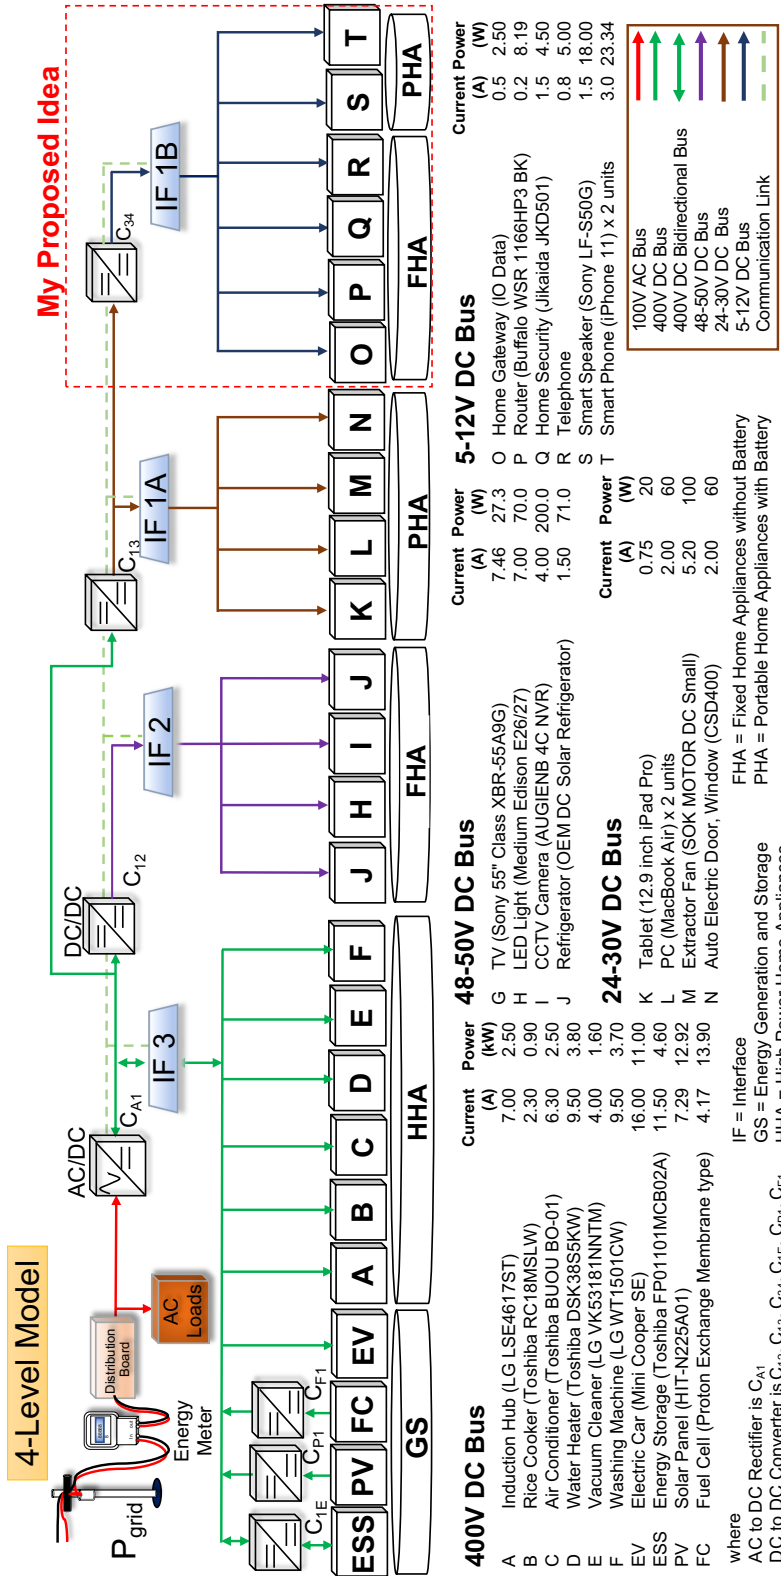 4-Level Model
My Proposed Idea
Pgrid
Energy
Meter
In out
Distribution
Board
AC
Loads
AC/DC
CA1
DC/DC
C12
C13
C34
IF 3
IF 2
IF 1A
IF 1B
C1E
CP1
CF1
ESS PV FC EV A B C D E F J H I J K L M N O P Q R S T
GS HHA FHA PHA FHA PHA
400V DC Bus
Current Power
(A) (kW)
A Induction Hub (LG LSE4617ST) 7.00 2.50
B Rice Cooker (Toshiba RC18MSLW) 2.30 0.90
C Air Conditioner (Toshiba BUOU BO-01) 6.30 2.50
D Water Heater (Toshiba DSK38S5KW) 9.50 3.80
E Vacuum Cleaner (LG VK53181NNTM) 4.00 1.60
F Washing Machine (LG WT1501CW) 9.50 3.70
EV Electric Car (Mini Cooper SE) 16.00 11.00
ESS Energy Storage (Toshiba FP01101MCB02A) 11.50 4.60
PV Solar Panel (HIT-N225A01) 7.29 12.92
FC Fuel Cell (Proton Exchange Membrane type) 4.17 13.90
48-50V DC Bus
Current Power
(A) (W)
G TV (Sony 55" Class XBR-55A9G) 7.46 27.3
H LED Light (Medium Edison E26/27) 7.00 70.0
I CCTV Camera (AUGIENB 4C NVR) 4.00 200.0
J Refrigerator (OEM DC Solar Refrigerator) 1.50 71.0
24-30V DC Bus
Current Power
(A) (W)
K Tablet (12.9 inch iPad Pro) 0.75 20
L PC (MacBook Air) x 2 units 2.00 60
M Extractor Fan (SOK MOTOR DC Small) 5.20 100
N Auto Electric Door, Window (CSD400) 2.00 60
5-12V DC Bus
Current Power
(A) (W)
O Home Gateway (IO Data) 0.5 2.50
P Router (Buffalo WSR 1166HP3 BK) 0.2 8.19
Q Home Security (Jikaida JKD501) 1.5 4.50
R Telephone 0.8 5.00
S Smart Speaker (Sony LF-S50G) 1.5 18.00
T Smart Phone (iPhone 11) x 2 units 3.0 23.34
100V AC Bus
400V DC Bus
400V DC Bidirectional Bus
48-50V DC Bus
24-30V DC Bus
5-12V DC Bus
Communication Link
where
AC to DC Rectifier is CA1
DC to DC Converter is
IF = Interface
GS = Energy Generation and Storage
HHA = High Power Home Appliances
FHA = Fixed Home Appliances without Battery
PHA = Portable Home Appliances with Battery